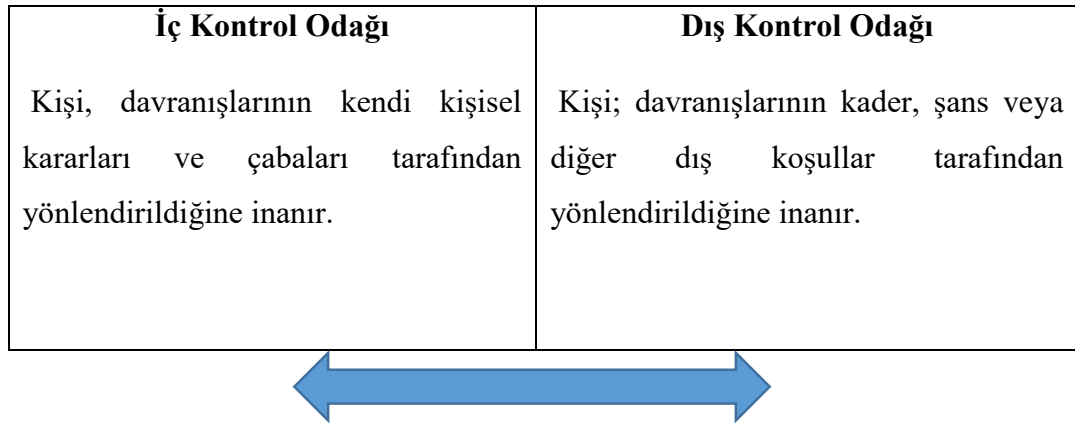 İç Kontrol Odağı
Kişi, davranışlarının kendi kişisel
kararları ve çabaları tarafından
yönlendirildiğine inanır.
Dış Kontrol Odağı
Kişi; davranışlarının kader, şans veya
diğer dış koşullar tarafından
yönlendirildiğine inanır.